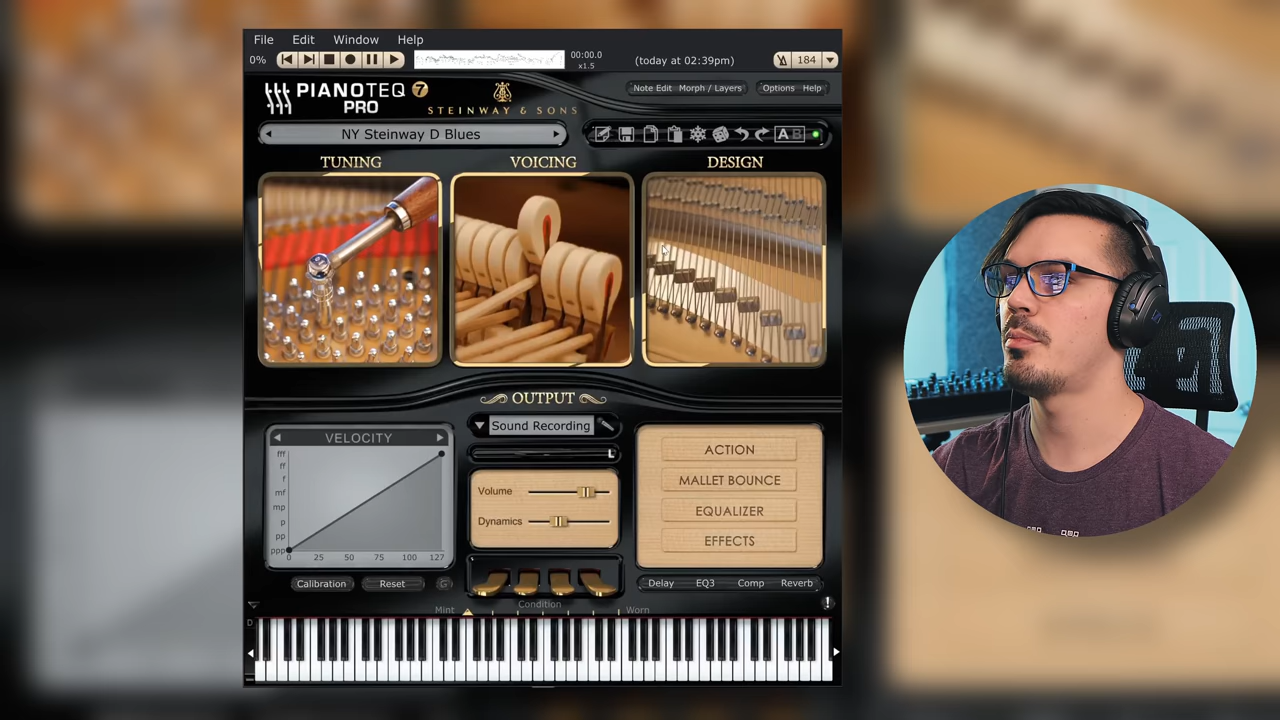 File Edit Window Help
0% 00:00.0 x1.5 (today at 02:39pm) 184
PIANOTEQ 7
PRO
STEINWAY & SONS
Note Edit Morph / Layers Options Help
NY Steinway D Blues
A B
TUNING VOICING DESIGN
OUTPUT
Sound Recording
L
VELOCITY
fff
ff
f
mf
mp
p
pp
ppp
0 25 50 75 100 127
Volume
Dynamics
ACTION
MALLET BOUNCE
EQUALIZER
EFFECTS
Calibration Reset G
Delay EQ3 Comp Reverb
Condition
Mint Worn
!
D